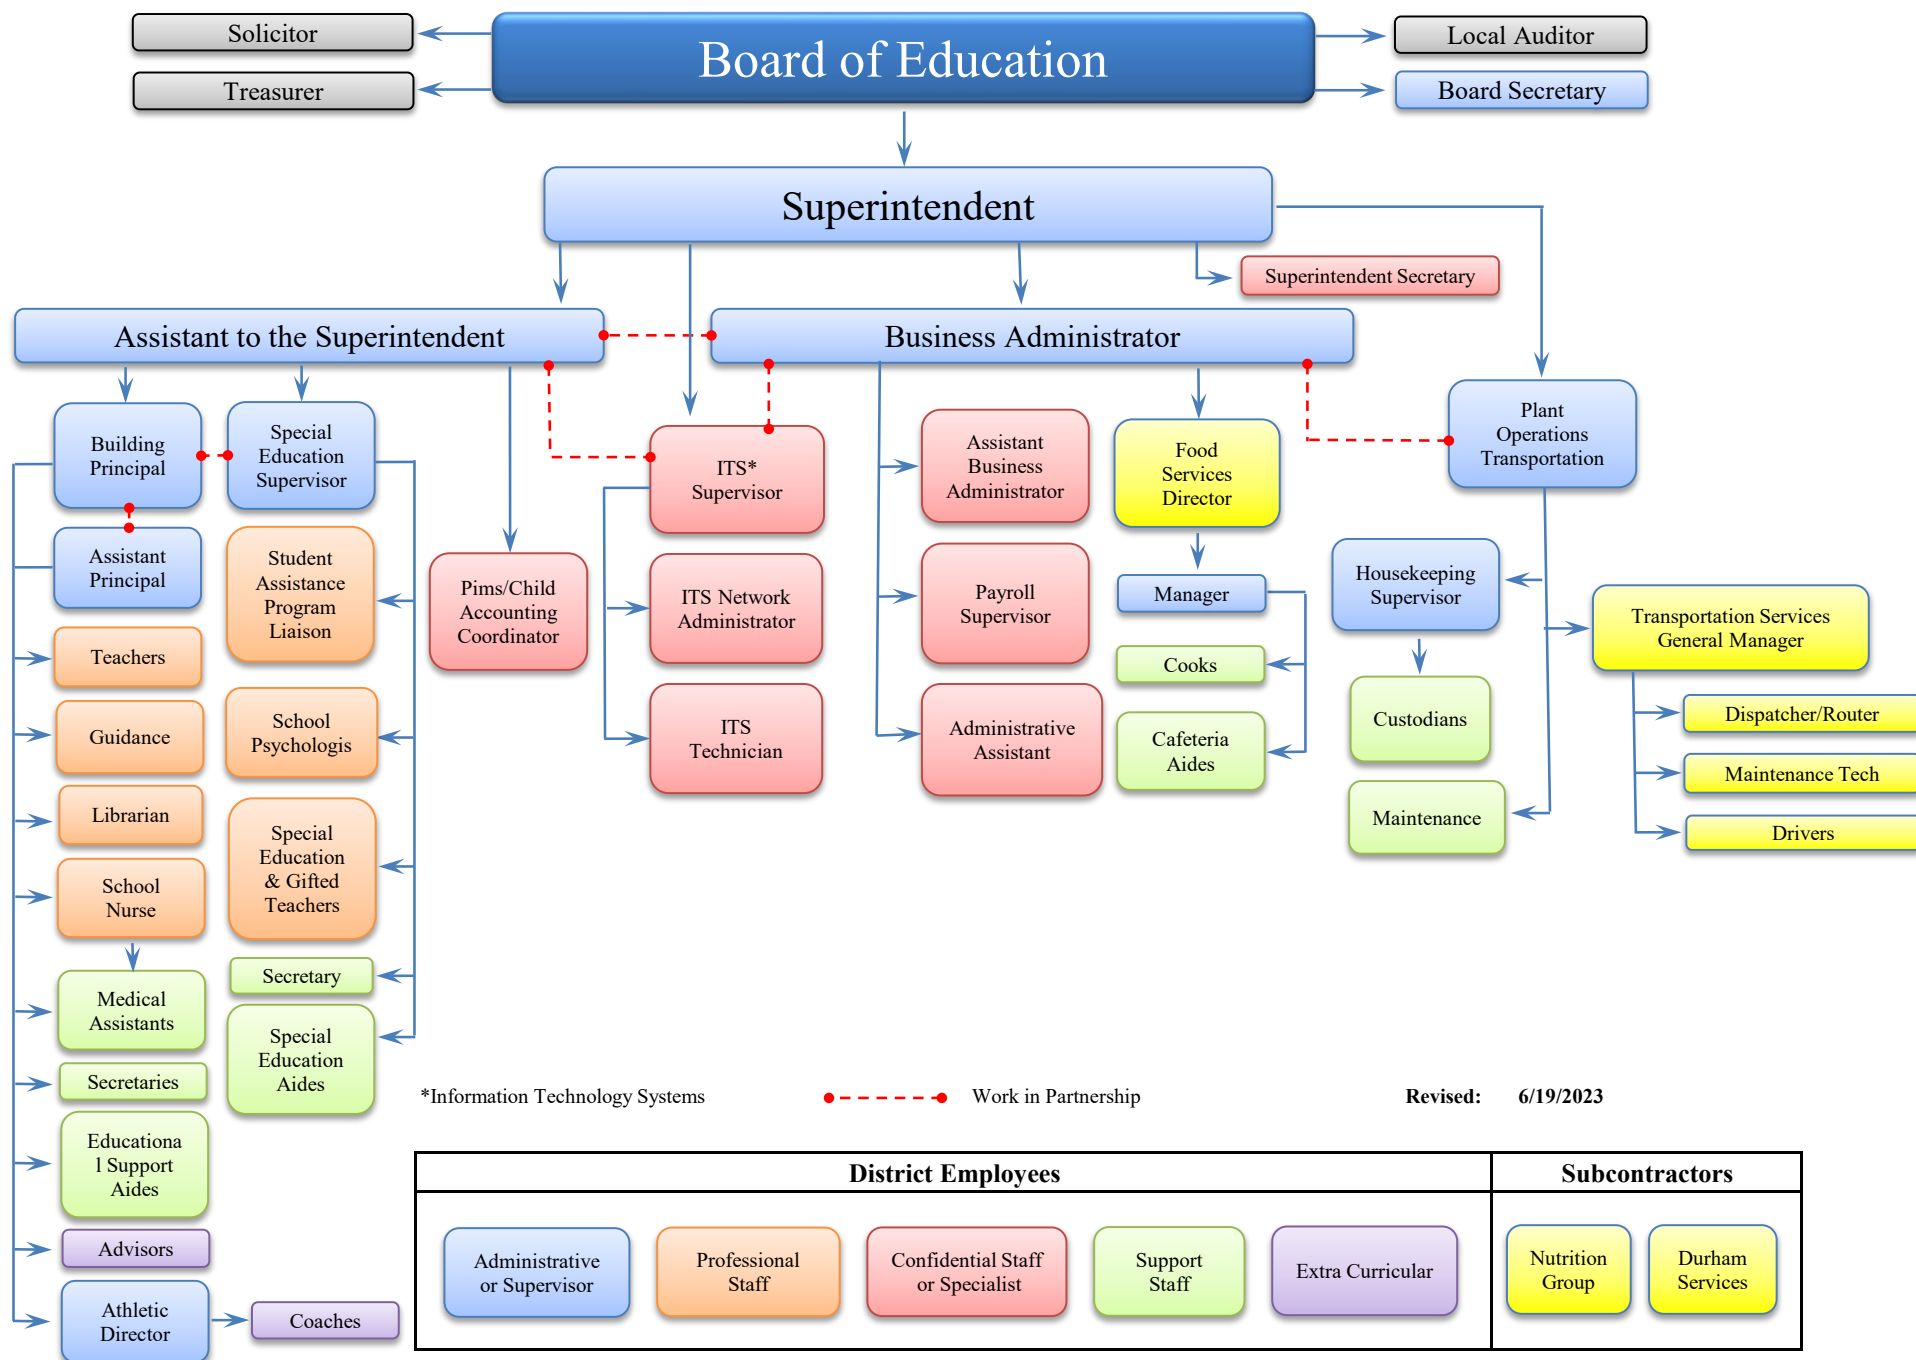 Solicitor
Treasurer
Board of Education
Local Auditor
Board Secretary
Superintendent
Superintendent Secretary
Assistant to the Superintendent
Business Administrator
Building
Principal
Special
Education
Supervisor
Assistant
Principal
Student
Assistance
Program
Liaison
Teachers
Guidance
School
Psychologis
Librarian
School
Nurse
Special
Education
& Gifted
Teachers
Medical
Assistants
Secretary
Secretaries
Special
Education
Aides
Educationa
l Support
Aides
Advisors
Athletic
Director
Coaches
Pims/Child
Accounting
Coordinator
ITS*
Supervisor
ITS Network
Administrator
ITS
Technician
Assistant
Business
Administrator
Payroll
Supervisor
Administrative
Assistant
Food
Services
Director
Manager
Cooks
Cafeteria
Aides
Plant
Operations
Transportation
Housekeeping
Supervisor
Custodians
Maintenance
Transportation Services
General Manager
Dispatcher/Router
Maintenance Tech
Drivers
*Information Technology Systems
Work in Partnership
Revised: 6/19/2023
District Employees
Subcontractors
Administrative
or Supervisor
Professional
Staff
Confidential Staff
or Specialist
Support
Staff
Extra Curricular
Nutrition
Group
Durham
Services